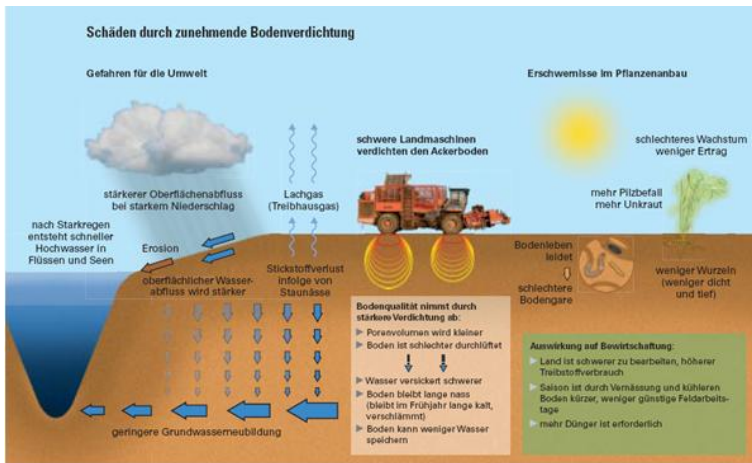 Schäden durch zunehmende Bodenverdichtung
Gefahren für die Umwelt
stärkerer Oberflächenabfluss
bei starkem Niederschlag
nach Starkregen
entsteht schneller
Hochwasser in
Flüssen und Seen
Erosion
oberflächlicher Wasser-
abfluss wird stärker
Lachgas
(Treibhausgas)
Stickstoffverlust
infolge von
Staunässe
geringere Grundwasserneubildung
schwere Landmaschinen
verdichten den Ackerboden
Bodenqualität nimmt durch
stärkere Verdichtung ab:
Porenvolumen wird kleiner
Boden ist schlechter durchlüftet
Wasser versickert schwerer
Boden bleibt lange nass
(bleibt im Frühjahr lange kalt,
verschlämmt)
Boden kann weniger Wasser
speichern
Erschwernisse im Pflanzenanbau
schlechteres Wachstum
weniger Ertrag
mehr Pilzbefall
mehr Unkraut
Bodenleben
leidet
schlechtere
Bodengare
weniger Wurzeln
(weniger dicht
und tief)
Auswirkung auf Bewirtschaftung:
Land ist schwerer zu bearbeiten, höherer
Treibstoffverbrauch
Saison ist durch Vernässung und kühleren
Boden kürzer, weniger günstige Feldarbeits-
tage
mehr Dünger ist erforderlich